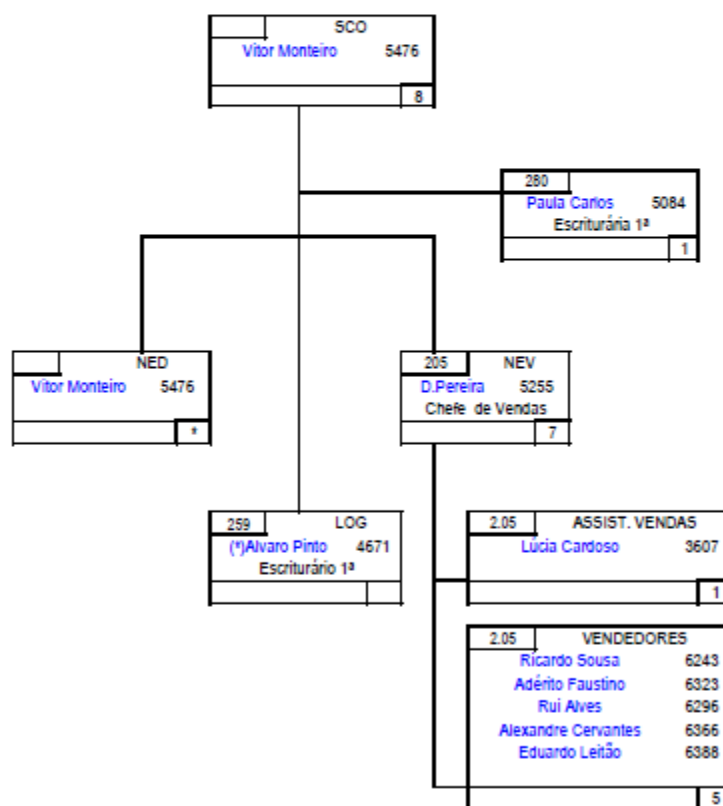 SCO
Vitor Monteiro 5476
8
280
Paula Carlos 5084
Escriturária 1ª
1
NED
Vitor Monteiro 5476
*
205 NEV
D.Pereira 5255
Chefe de Vendas
7
259 LOG
(*)Alvaro Pinto 4671
Escriturário 1ª
2.05 ASSIST. VENDAS
Lúcia Cardoso 3607
1
2.05 VENDEDORES
Ricardo Sousa 6243
Adérito Faustino 6323
Rui Alves 6296
Alexandre Cervantes 6366
Eduardo Leitão 6388
5